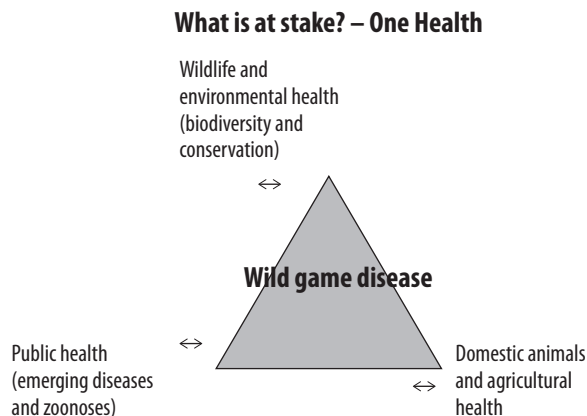 What is at stake? – One Health
Wildlife and
environmental health
(biodiversity and
conservation)
Wild game disease
Public health
(emerging diseases
and zoonoses)
Domestic animals
and agricultural
health